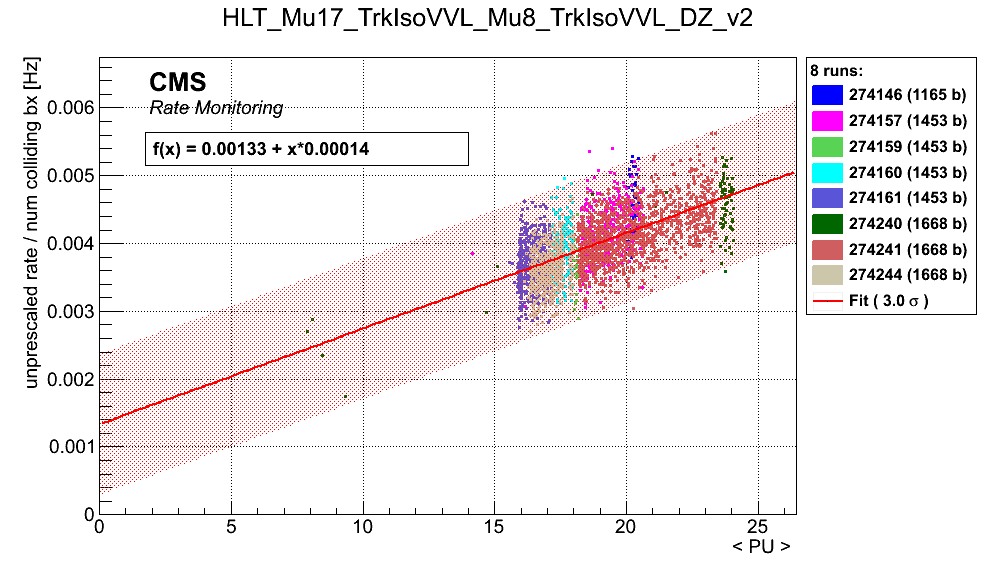 HLT_Mu17_TrkIsoVVL_Mu8_TrkIsoVVL_DZ_v2
unprescaled rate / num colliding bx [Hz]
CMS
Rate Monitoring
f(x) = 0.00133 + x*0.00014
0.006
0.005
0.004
0.003
0.002
0.001
0
0 5 10 15 20 25
< PU >
8 runs:
274146 (1165 b)
274157 (1453 b)
274159 (1453 b)
274160 (1453 b)
274161 (1453 b)
274240 (1668 b)
274241 (1668 b)
274244 (1668 b)
Fit ( 3.0 σ )